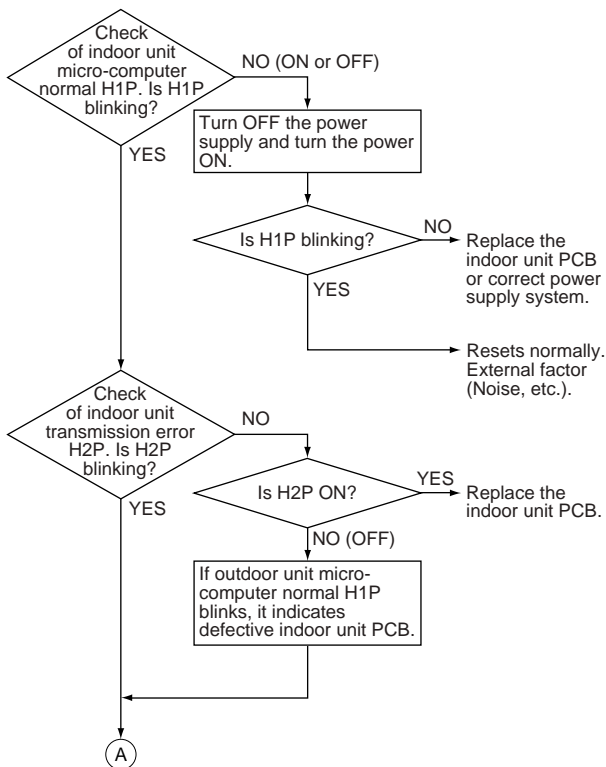 Check
of indoor unit
micro-computer
normal H1P. Is H1P
blinking?
NO (ON or OFF)
Turn OFF the power
supply and turn the power
ON.
YES
Is H1P blinking?
NO
Replace the
indoor unit PCB
or correct power
supply system.
YES
Resets normally.
External factor
(Noise, etc.).
Check
of indoor unit
transmission error
H2P. Is H2P
blinking?
NO
Is H2P ON?
YES
Replace the
indoor unit PCB.
YES
NO (OFF)
If outdoor unit micro-
computer normal H1P
blinks, it indicates
defective indoor unit PCB.
A